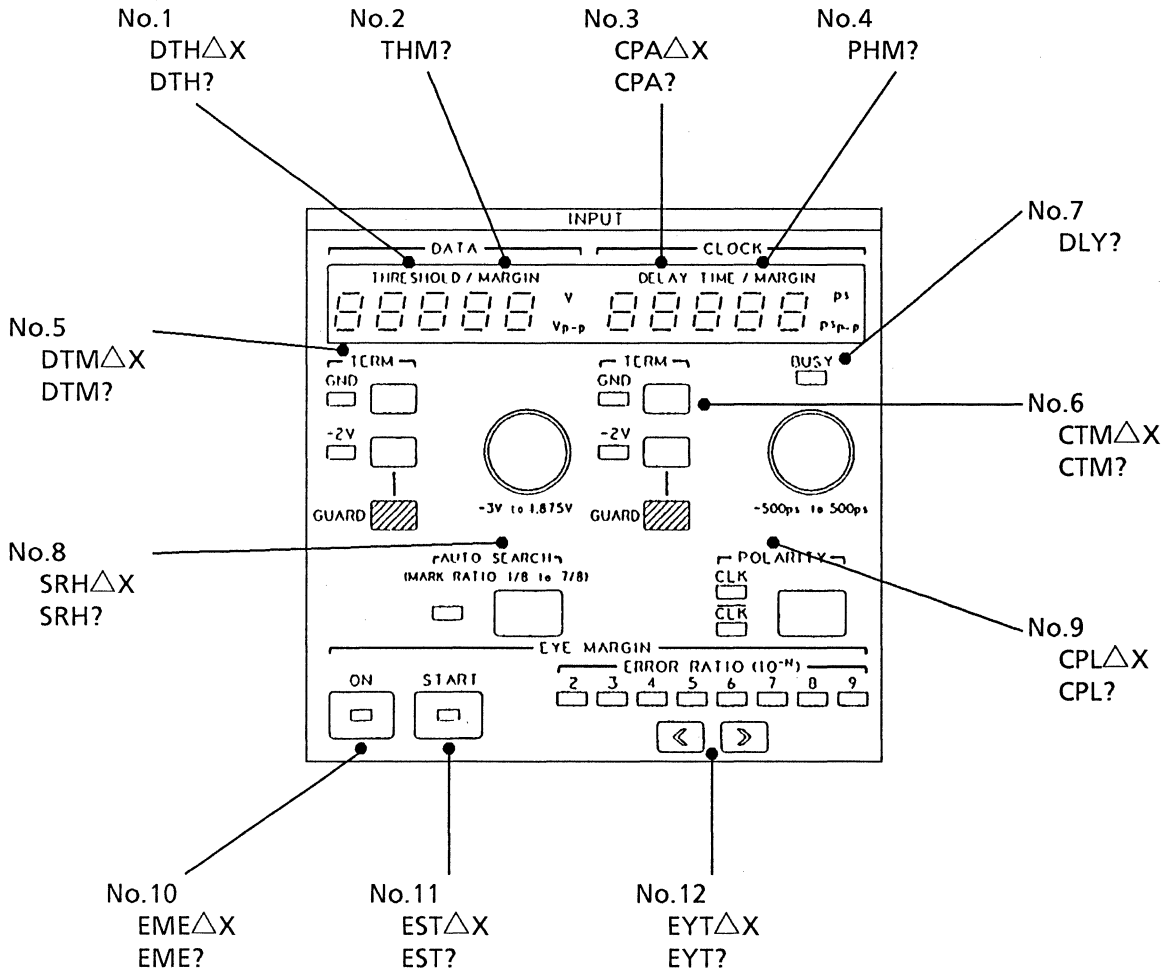 No.1
DTH△X
DTH?
No.2
THM?
No.3
CPA△X
CPA?
No.4
PHM?
INPUT
DATA
CLOCK
THRESHOLD / MARGIN
DELAY TIME / MARGIN
V
Vp-p
ps
psp-p
No.7
DLY?
No.5
DTM△X
DTM?
TERM
GND
-2V
GUARD
-3V to 1.875V
TERM
GND
-2V
GUARD
BUSY
-500ps to 500ps
No.6
CTM△X
CTM?
No.8
SRH△X
SRH?
AUTO SEARCH
(MARK RATIO 1/8 to 7/8)
POLARITY
CLK
C̅L̅K̅
No.9
CPL△X
CPL?
EYE MARGIN
ON
START
ERROR RATIO (10⁻ᴺ)
2 3 4 5 6 7 8 9
≪ ≫
No.10
EME△X
EME?
No.11
EST△X
EST?
No.12
EYT△X
EYT?